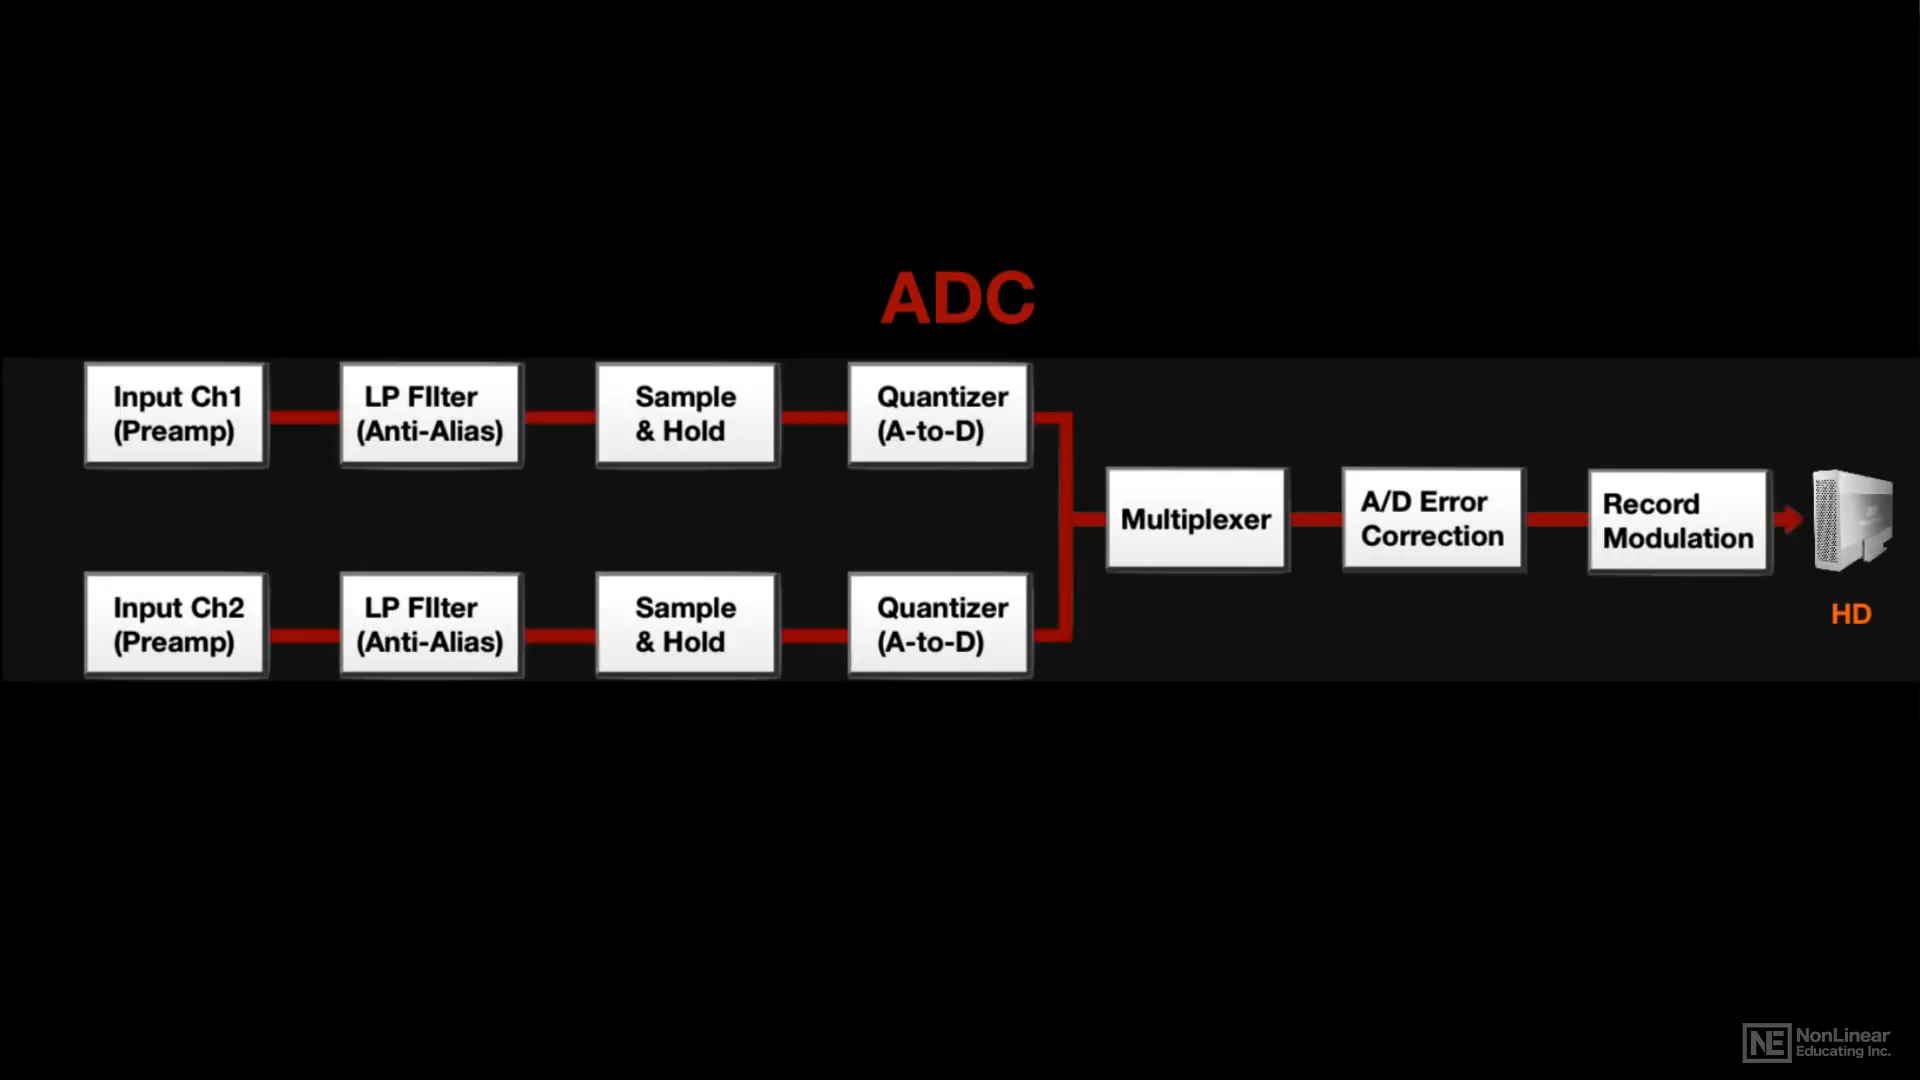 ADC
Input Ch1
(Preamp)
LP FIlter
(Anti-Alias)
Sample
& Hold
Quantizer
(A-to-D)
Input Ch2
(Preamp)
LP FIlter
(Anti-Alias)
Sample
& Hold
Quantizer
(A-to-D)
Multiplexer
A/D Error
Correction
Record
Modulation
HD
NE NonLinear
Educating Inc.